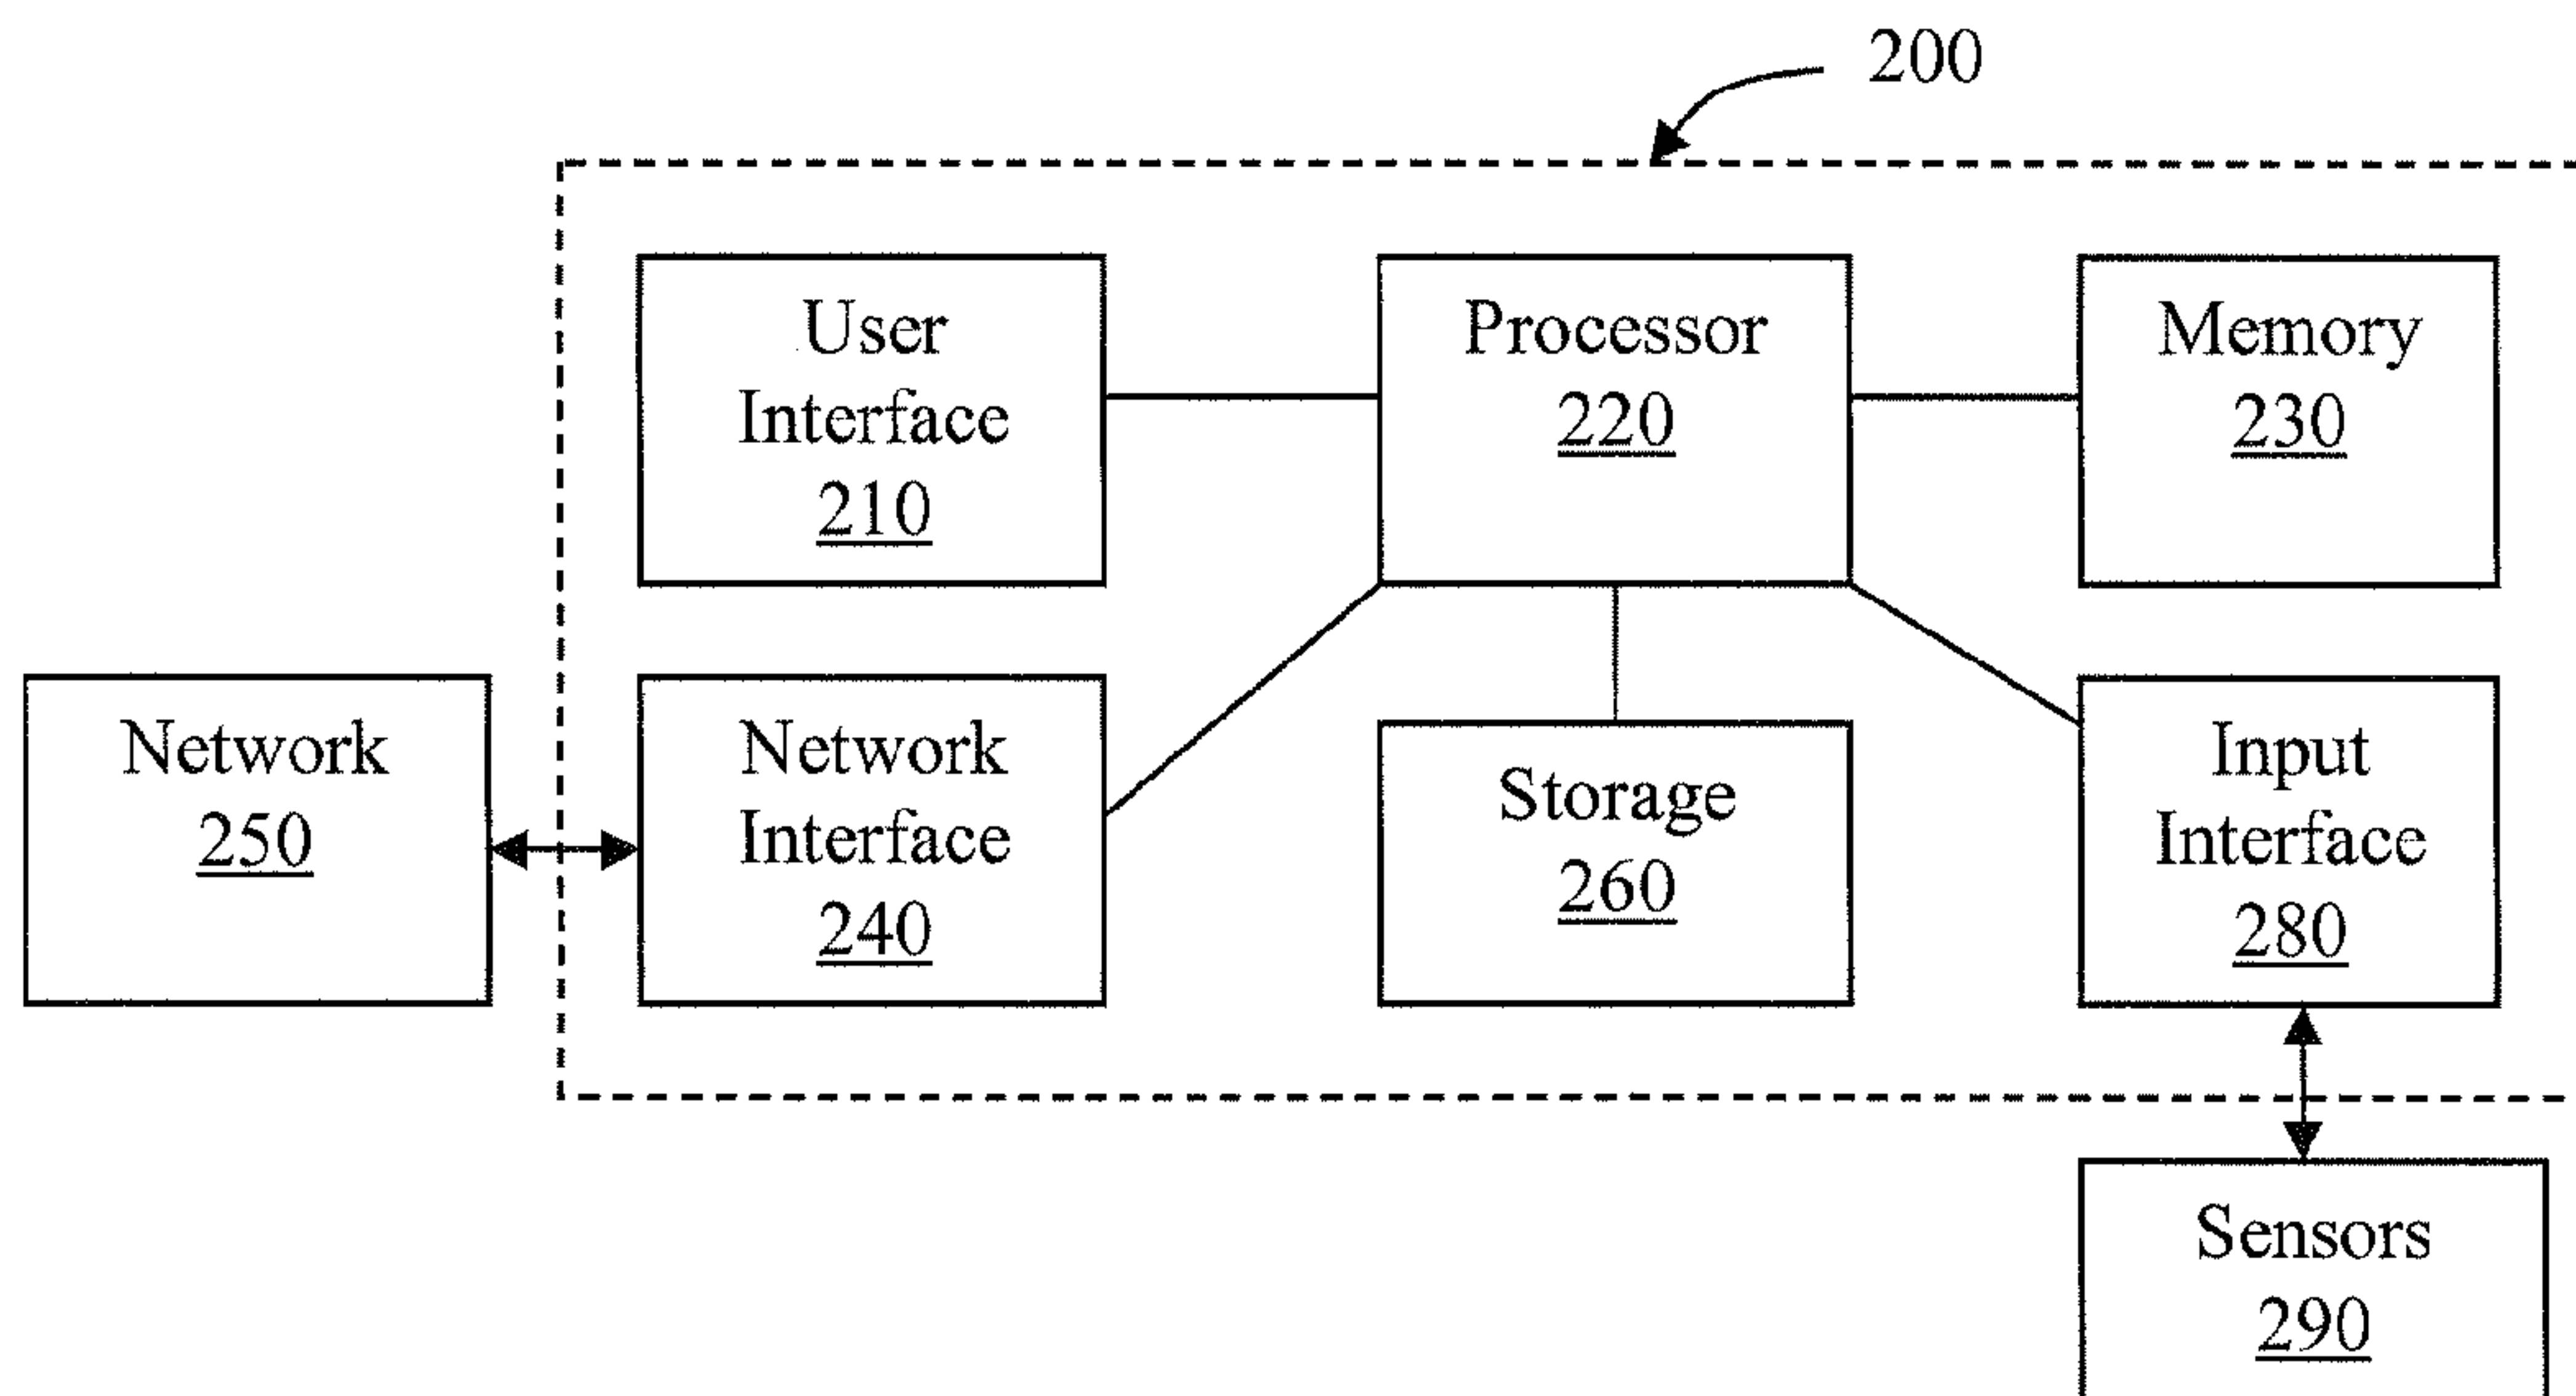 200
User
Interface
210
Processor
220
Memory
230
Network
250
Network
Interface
240
Storage
260
Input
Interface
280
Sensors
290